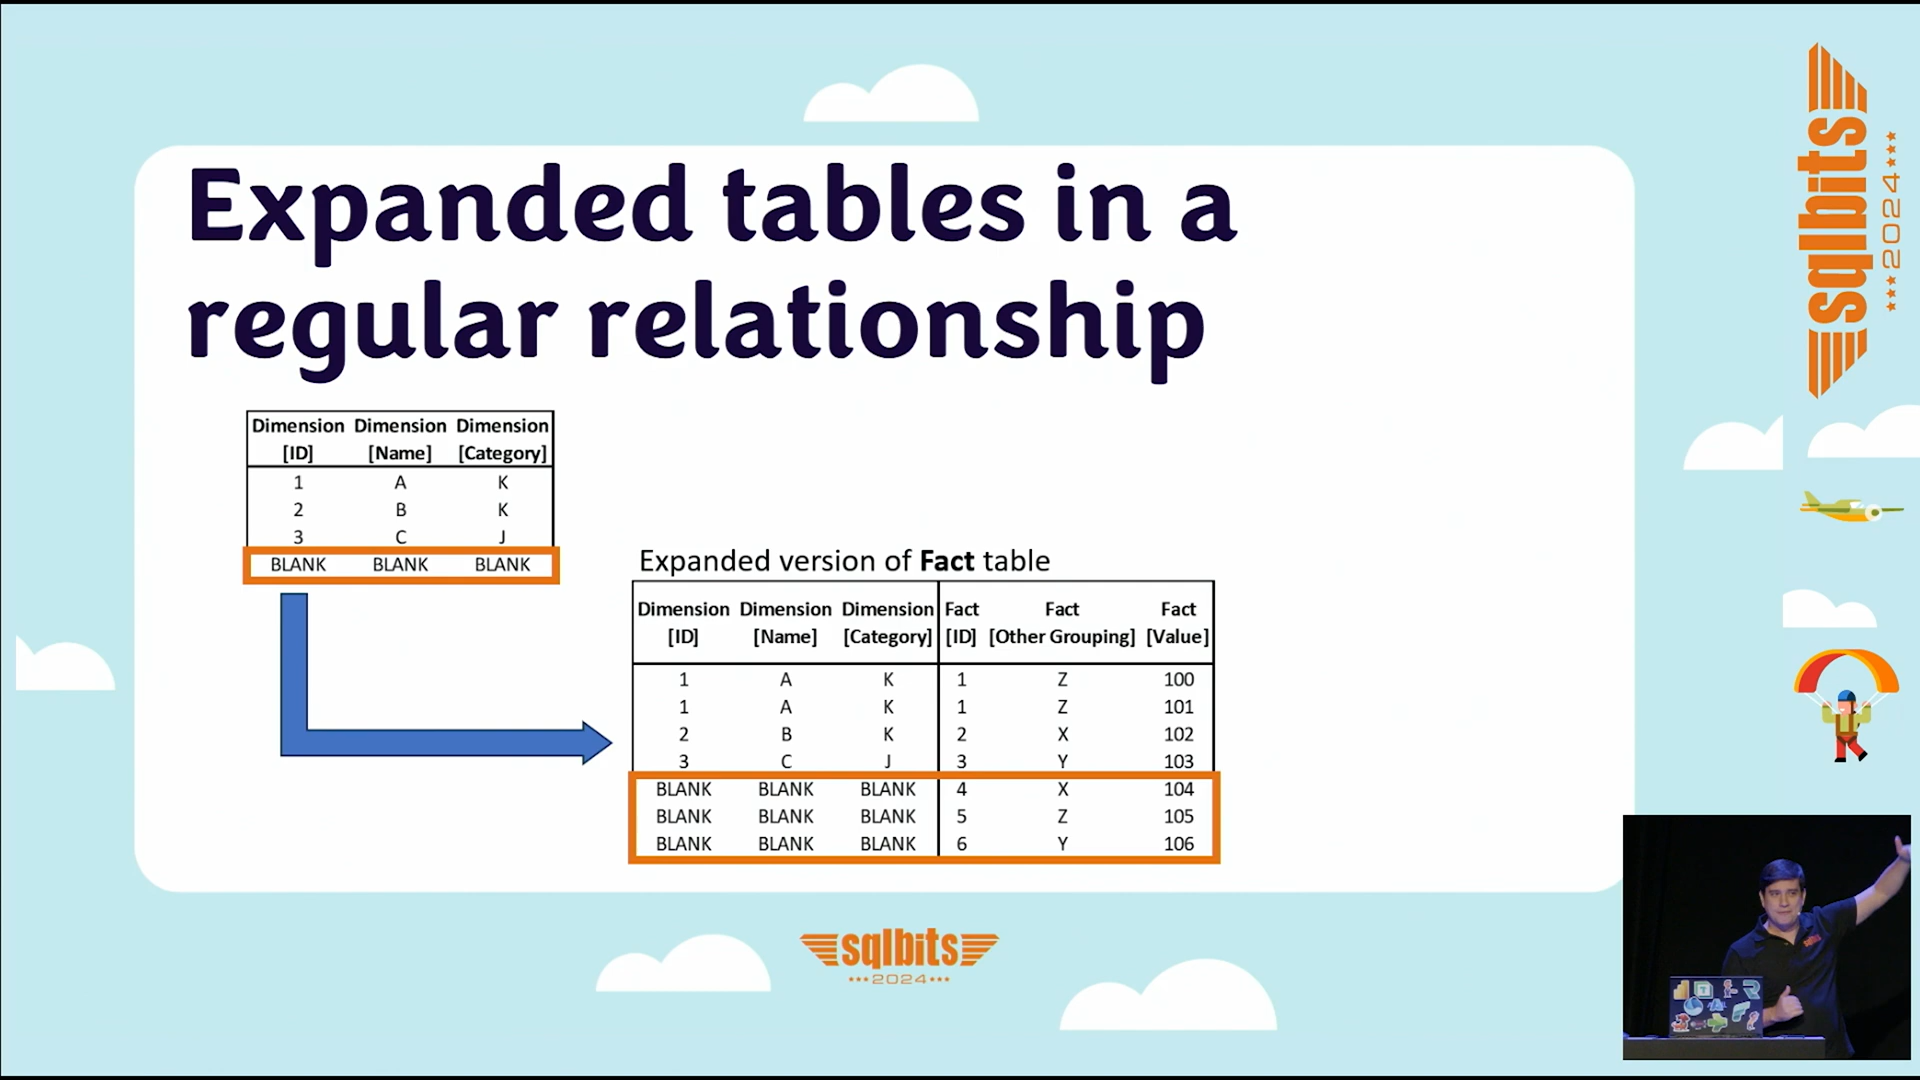 Expanded tables in a
regular relationship
Dimension Dimension Dimension
[ID] [Name] [Category]
1 A K
2 B K
3 C J
BLANK BLANK BLANK
Expanded version of Fact table
Dimension Dimension Dimension Fact Fact Fact
[ID] [Name] [Category] [ID] [Other Grouping] [Value]
1 A K 1 Z 100
1 A K 1 Z 101
2 B K 2 X 102
3 C J 3 Y 103
BLANK BLANK BLANK 4 X 104
BLANK BLANK BLANK 5 Z 105
BLANK BLANK BLANK 6 Y 106
sqlbits
2024
sqlbits
2024